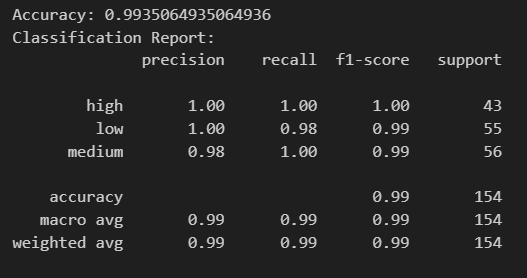 Accuracy: 0.9935064935064936
Classification Report:
precision recall f1-score support
high 1.00 1.00 1.00 43
low 1.00 0.98 0.99 55
medium 0.98 1.00 0.99 56
accuracy 0.99 154
macro avg 0.99 0.99 0.99 154
weighted avg 0.99 0.99 0.99 154